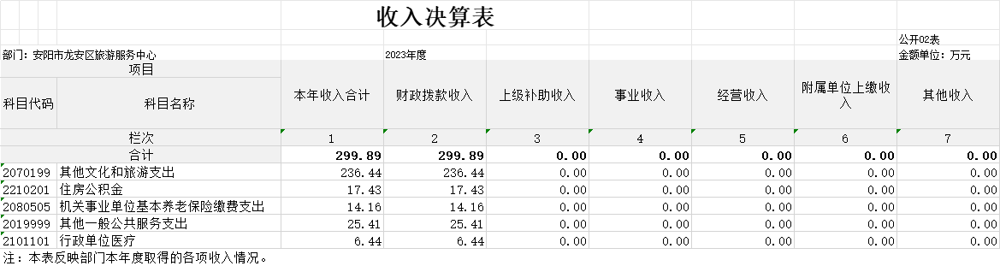 收入决算表
公开02表
部门：安阳市龙安区旅游服务中心 2023年度 金额单位：万元
项目 本年收入合计 财政拨款收入 上级补助收入 事业收入 经营收入 附属单位上缴收入 其他收入
科目代码 科目名称
栏次 1 2 3 4 5 6 7
合计 299.89 299.89 0.00 0.00 0.00 0.00 0.00
2070199 其他文化和旅游支出 236.44 236.44 0.00 0.00 0.00 0.00 0.00
2210201 住房公积金 17.43 17.43 0.00 0.00 0.00 0.00 0.00
2080505 机关事业单位基本养老保险缴费支出 14.16 14.16 0.00 0.00 0.00 0.00 0.00
2019999 其他一般公共服务支出 25.41 25.41 0.00 0.00 0.00 0.00 0.00
2101101 行政单位医疗 6.44 6.44 0.00 0.00 0.00 0.00 0.00
注：本表反映部门本年度取得的各项收入情况。